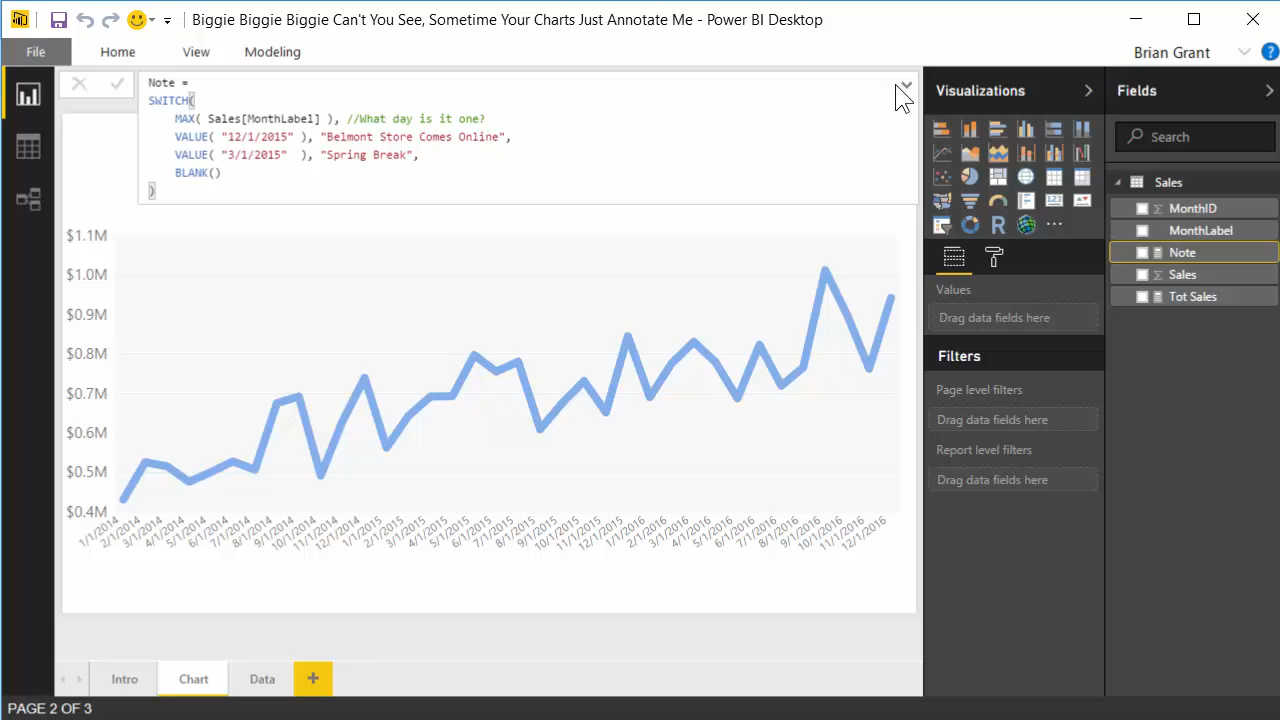 Biggie Biggie Biggie Can't You See, Sometims Your Charts Just Annotate Me - Power BI Desktop
File
Home
View
Modeling
Brian Grant
?
Note =
SWITCH(
MAX( Sales[MonthLabel] ), //What day is it one?
VALUE( "12/1/2015" ), "Belmont Store Comes Online",
VALUE( "3/1/2015"  ), "Spring Break",
BLANK()
)
$1.1M
$1.0M
$0.9M
$0.8M
$0.7M
$0.6M
$0.5M
$0.4M
1/1/2014
2/1/2014
3/1/2014
4/1/2014
5/1/2014
6/1/2014
7/1/2014
8/1/2014
9/1/2014
10/1/2014
11/1/2014
12/1/2014
1/1/2015
2/1/2015
3/1/2015
4/1/2015
5/1/2015
6/1/2015
7/1/2015
8/1/2015
9/1/2015
10/1/2015
11/1/2015
12/1/2015
1/1/2016
2/1/2016
3/1/2016
4/1/2016
5/1/2016
6/1/2016
7/1/2016
8/1/2016
9/1/2016
10/1/2016
11/1/2016
12/1/2016
Visualizations
R
123
Values
Drag data fields here
Filters
Page level filters
Drag data fields here
Report level filters
Drag data fields here
Fields
Search
Sales
Σ MonthID
MonthLabel
Note
Σ Sales
Tot Sales
Intro
Chart
Data
+
PAGE 2 OF 3